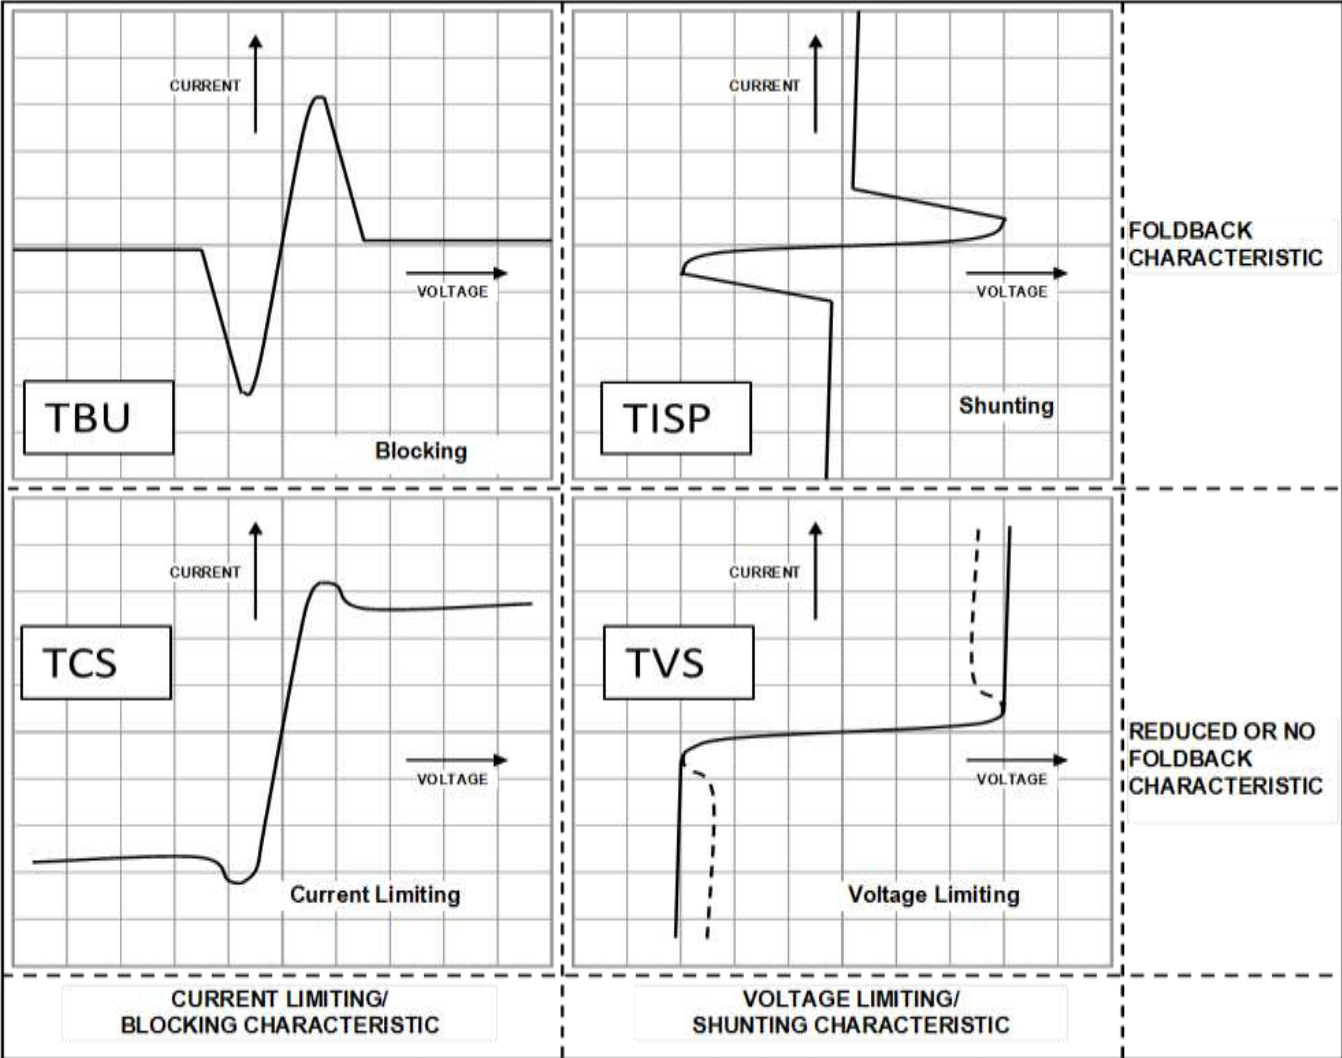 CURRENT
VOLTAGE
TBU
Blocking
CURRENT
VOLTAGE
TISP
Shunting
FOLDBACK
CHARACTERISTIC
CURRENT
TCS
VOLTAGE
Current Limiting
CURRENT
TVS
VOLTAGE
Voltage Limiting
REDUCED OR NO
FOLDBACK
CHARACTERISTIC
CURRENT LIMITING/
BLOCKING CHARACTERISTIC
VOLTAGE LIMITING/
SHUNTING CHARACTERISTIC